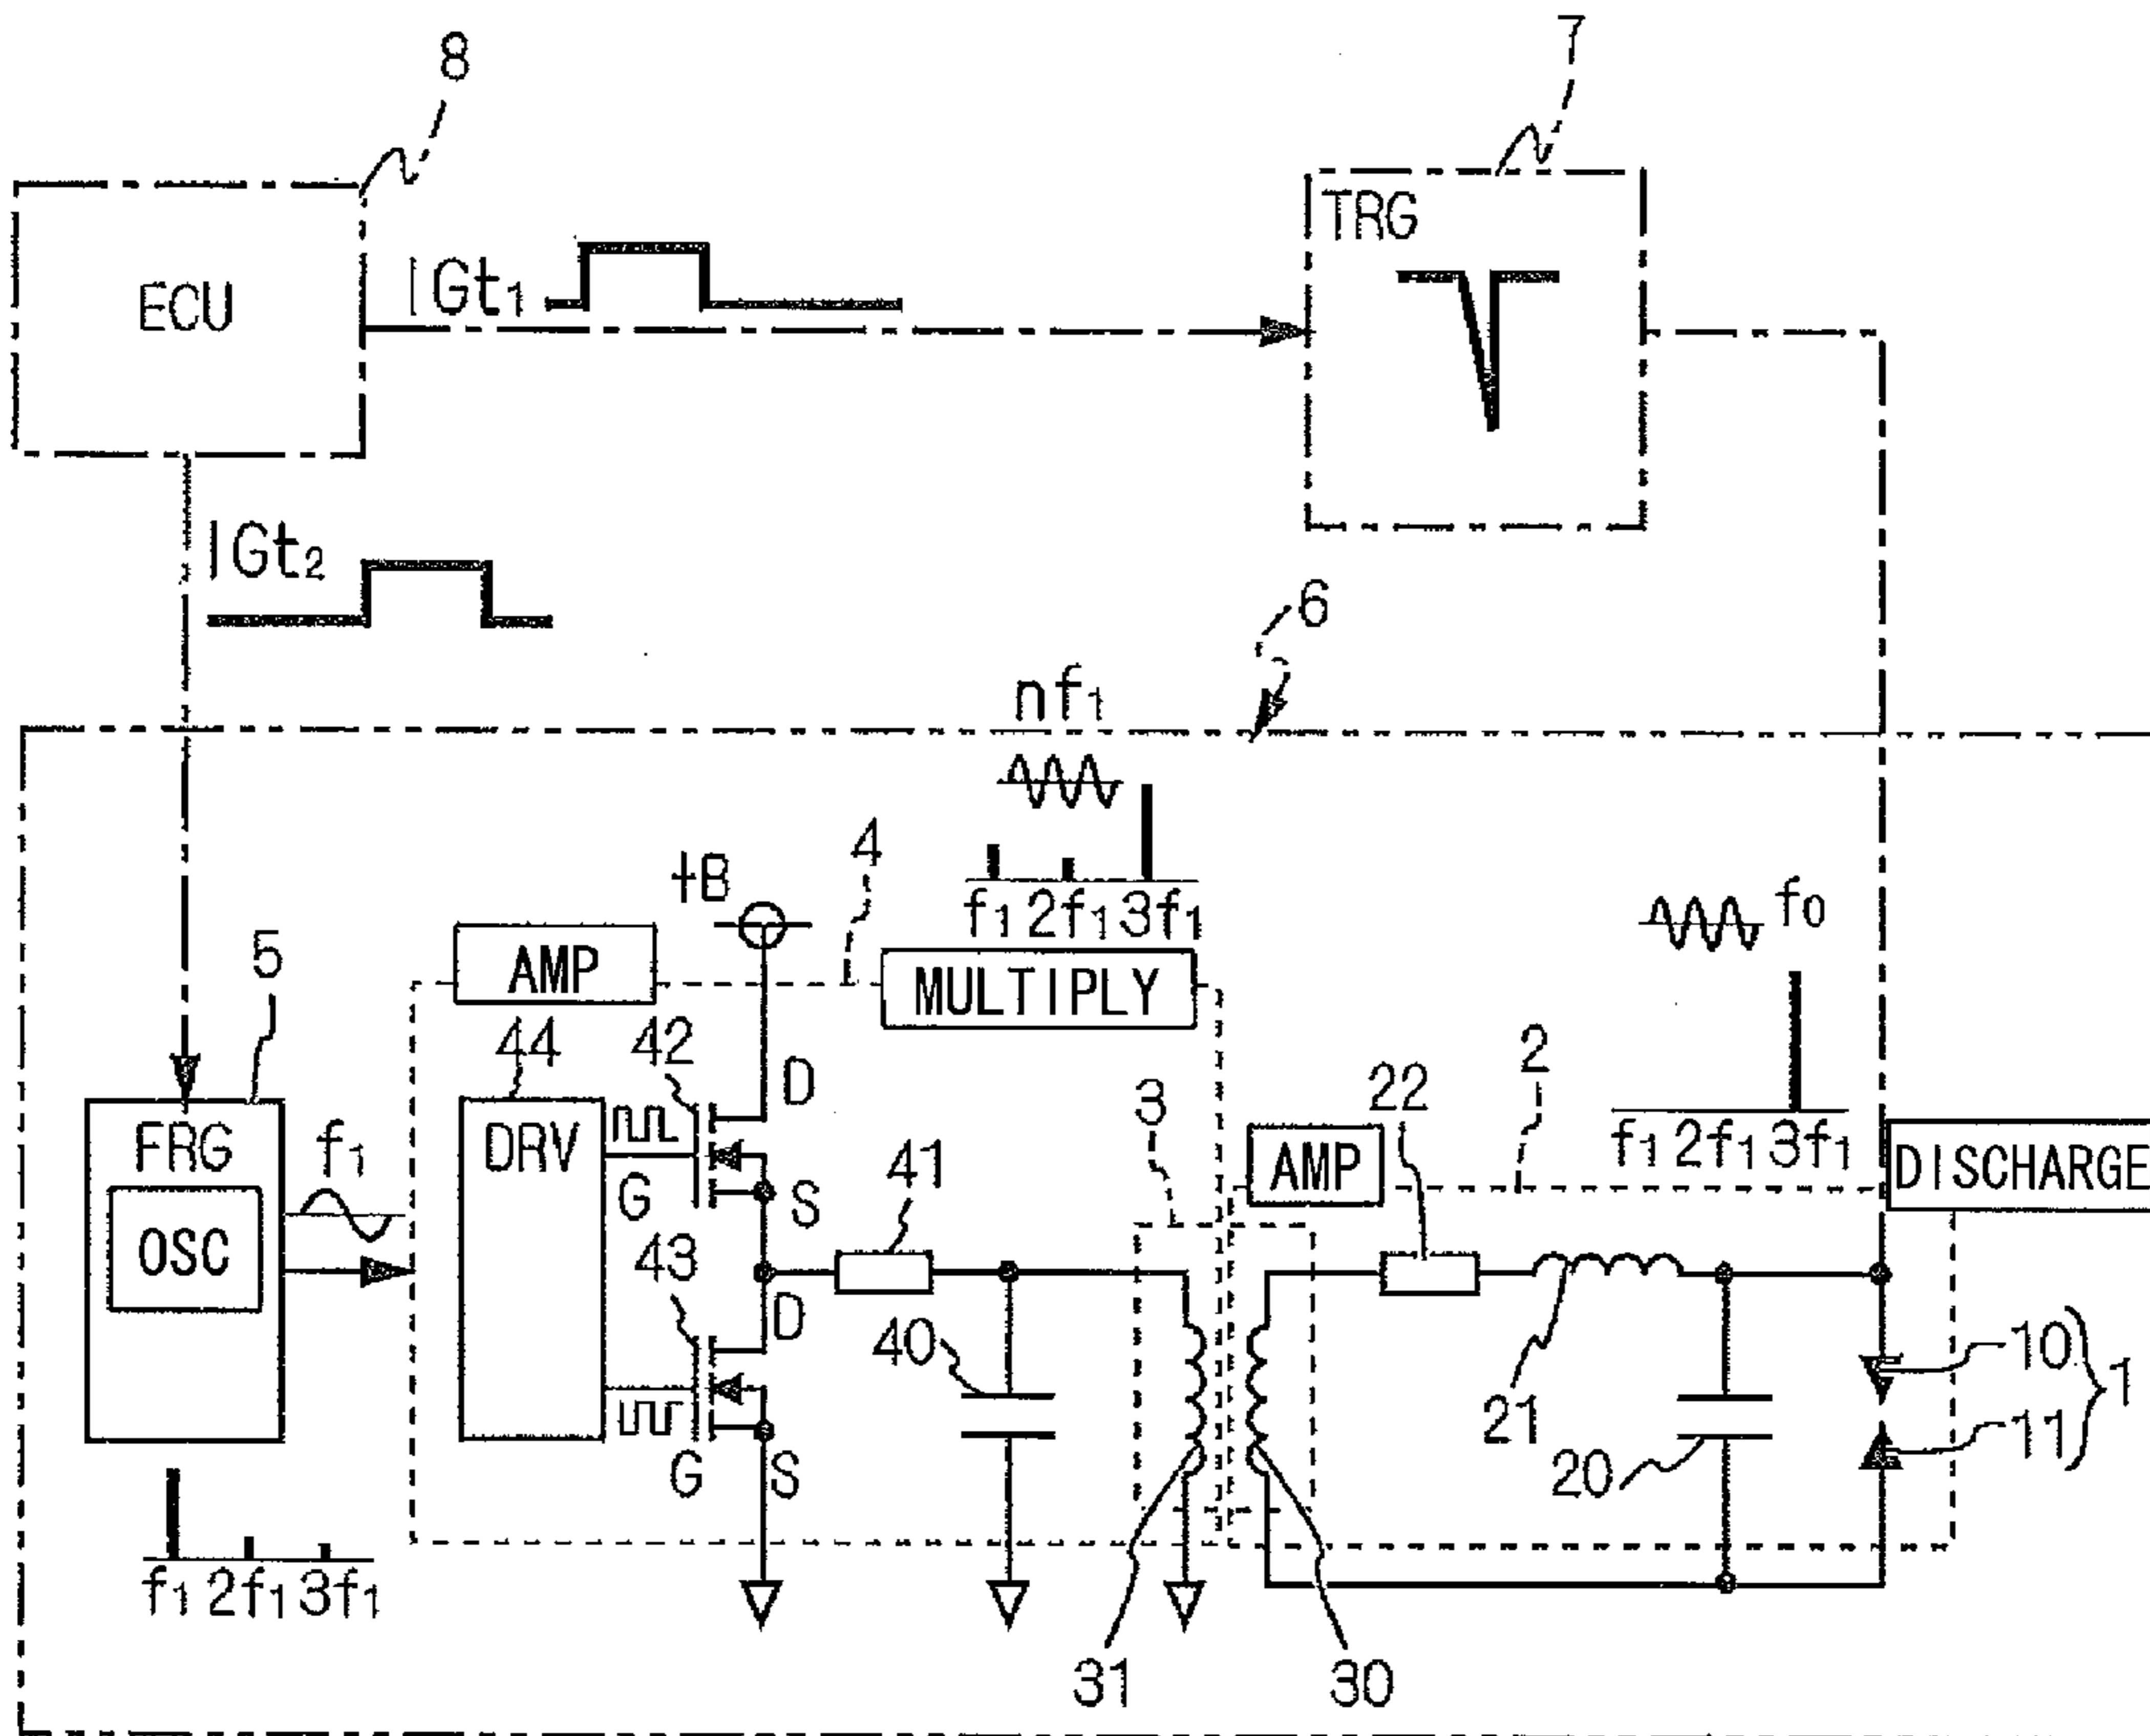 8
7
ECU
IGt1
TRG
IGt2
6
nf1
4
+B
f1 2f1 3f1
f0
5
AMP
MULTIPLY
44
42
D
3
22
2
f1 2f1 3f1
FRG
f1
DRV
G
S
41
AMP
DISCHARGE
OSC
43
D
40
21
20
10
11
1
G
S
f1 2f1 3f1
31
30